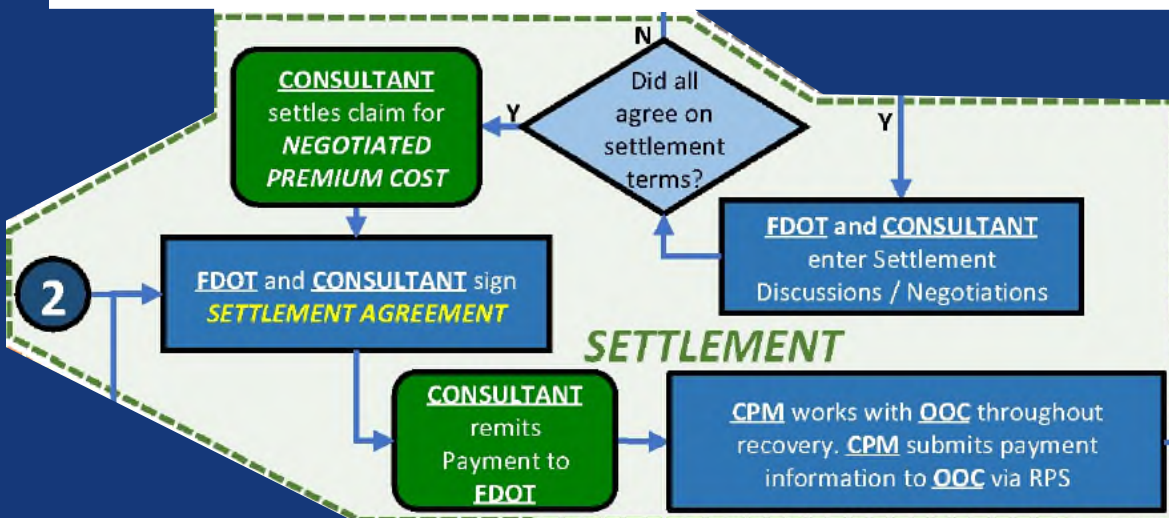 N
Did all
agree on
settlement
terms?
Y
CONSULTANT
settles claim for
NEGOTIATED
PREMIUM COST
Y
FDOT and CONSULTANT
enter Settlement
Discussions / Negotiations
2
FDOT and CONSULTANT sign
SETTLEMENT AGREEMENT
SETTLEMENT
CONSULTANT
remits
Payment to
FDOT
CPM works with OOC throughout
recovery. CPM submits payment
information to OOC via RPS